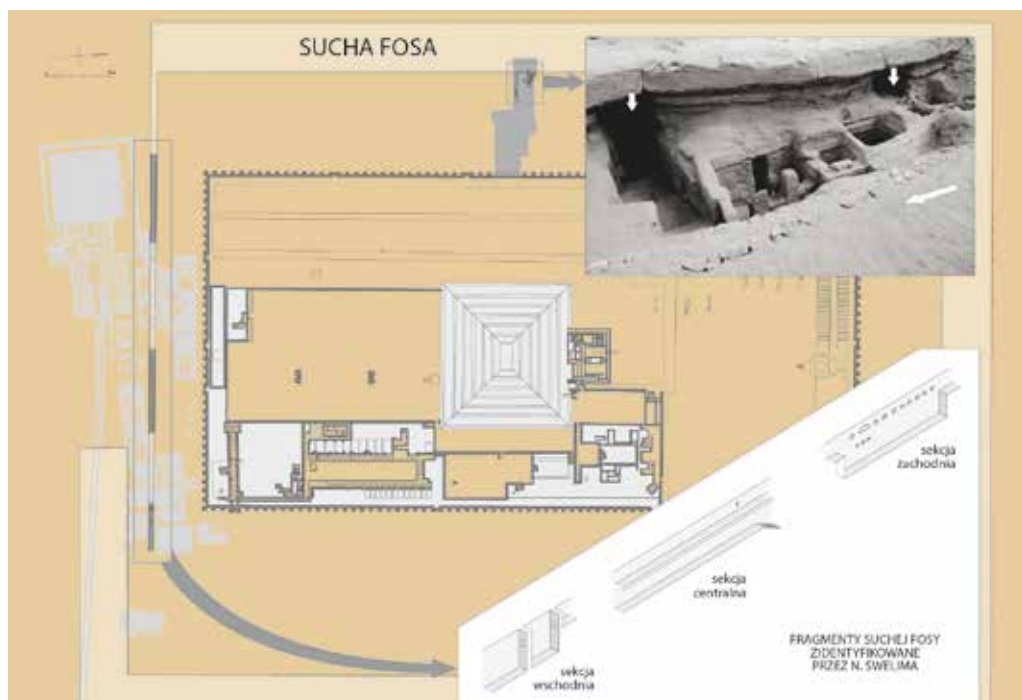 SUCHA FOSA
sekcja
zachodnia
sekcja
centralna
sekcja
wschodnia
FRAGMENTY SUCHEJ FOSY
ZIDENTYFIKOWANE
PRZEZ N. SWELIMA